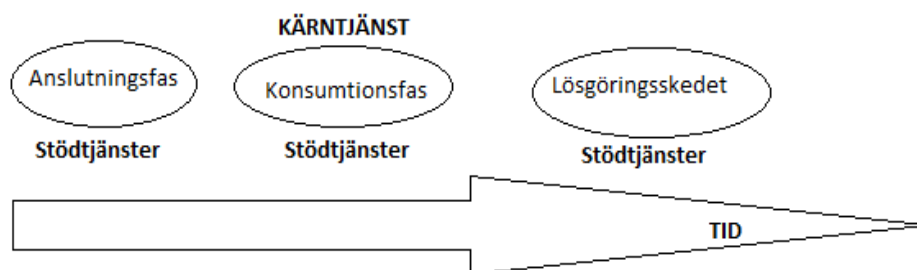 KÄRNTJÄNST
Anslutningsfas
Konsumtionsfas
Lösgöringsskedet
Stödtjänster
Stödtjänster
Stödtjänster
TID